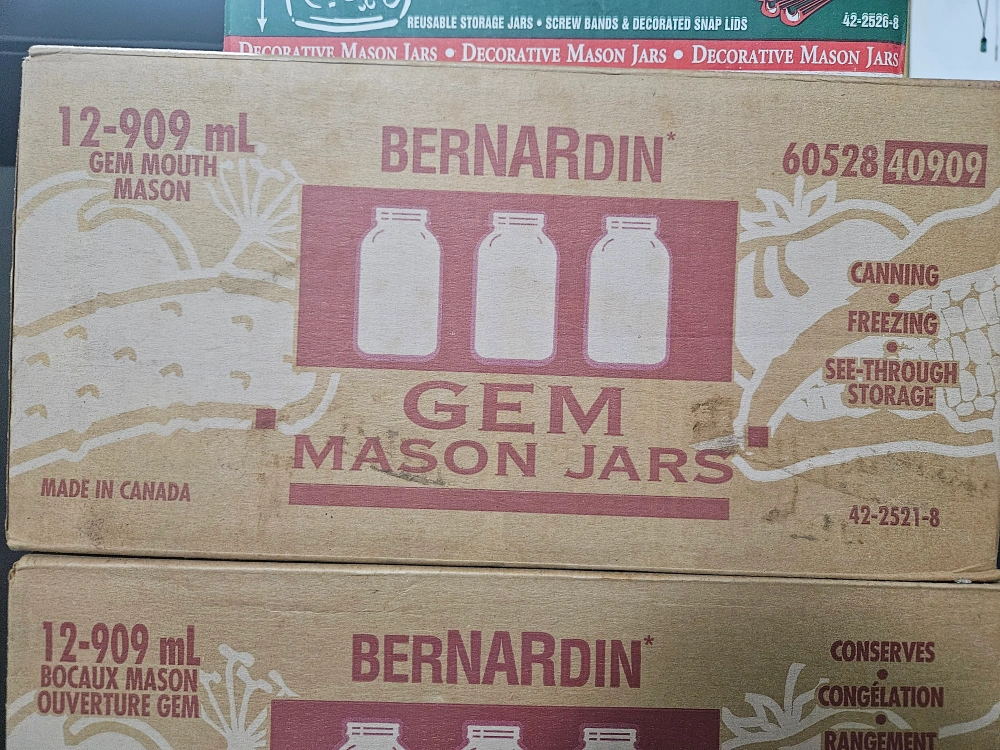 REUSABLE STORAGE JARS • SCREW BANDS & DECORATED SNAP LIDS
42-2526-8
DECORATIVE MASON JARS • DECORATIVE MASON JARS • DECORATIVE MASON JARS
12-909 mL
GEM MOUTH
MASON
BERNARDIN*
60528 40909
CANNING
•
FREEZING
•
SEE-THROUGH
STORAGE
GEM
MASON JARS
MADE IN CANADA
42-2521-8
12-909 mL
BOCAUX MASON
OUVERTURE GEM
BERNARDIN*
CONSERVES
•
CONGÉLATION
•
RANGEMENT